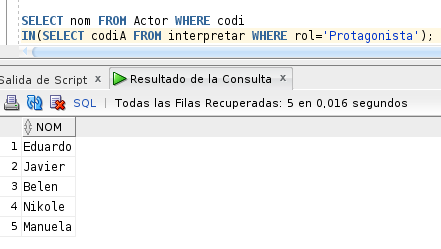 SELECT nom FROM Actor WHERE codi
IN(SELECT codiA FROM interpretar WHERE rol='Protagonista');
Salida de Script x Resultado de la Consulta x
SQL | Todas las Filas Recuperadas: 5 en 0,016 segundos
NOM
1 Eduardo
2 Javier
3 Belen
4 Nikole
5 Manuela